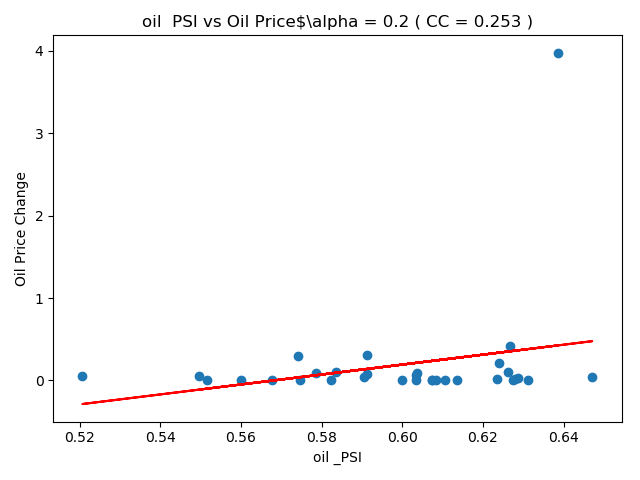 oil  PSI vs Oil Price$\alpha = 0.2 ( CC = 0.253 )
4
3
2
1
0
Oil Price Change
0.52 0.54 0.56 0.58 0.60 0.62 0.64
oil _PSI